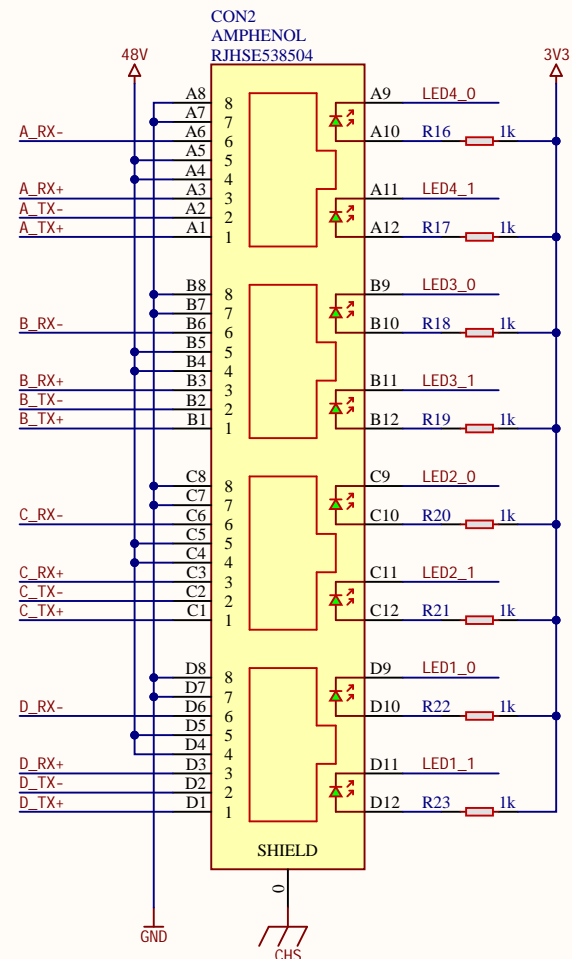 CON2
AMPHENOL
RJHSE538504
48V 3V3
A8 8 A9 LED4_0
A7 7
A_RX- A6 6 A10 R16 1k
A5 5
A4 4
A_RX+ A3 3 A11 LED4_1
A_TX- A2 2
A_TX+ A1 1 A12 R17 1k
B8 8 B9 LED3_0
B7 7
B_RX- B6 6 B10 R18 1k
B5 5
B4 4
B_RX+ B3 3 B11 LED3_1
B_TX- B2 2
B_TX+ B1 1 B12 R19 1k
C8 8 C9 LED2_0
C7 7
C_RX- C6 6 C10 R20 1k
C5 5
C4 4
C_RX+ C3 3 C11 LED2_1
C_TX- C2 2
C_TX+ C1 1 C12 R21 1k
D8 8 D9 LED1_0
D7 7
D_RX- D6 6 D10 R22 1k
D5 5
D4 4
D_RX+ D3 3 D11 LED1_1
D_TX- D2 2
D_TX+ D1 1 D12 R23 1k
SHIELD
0
GND
CHS